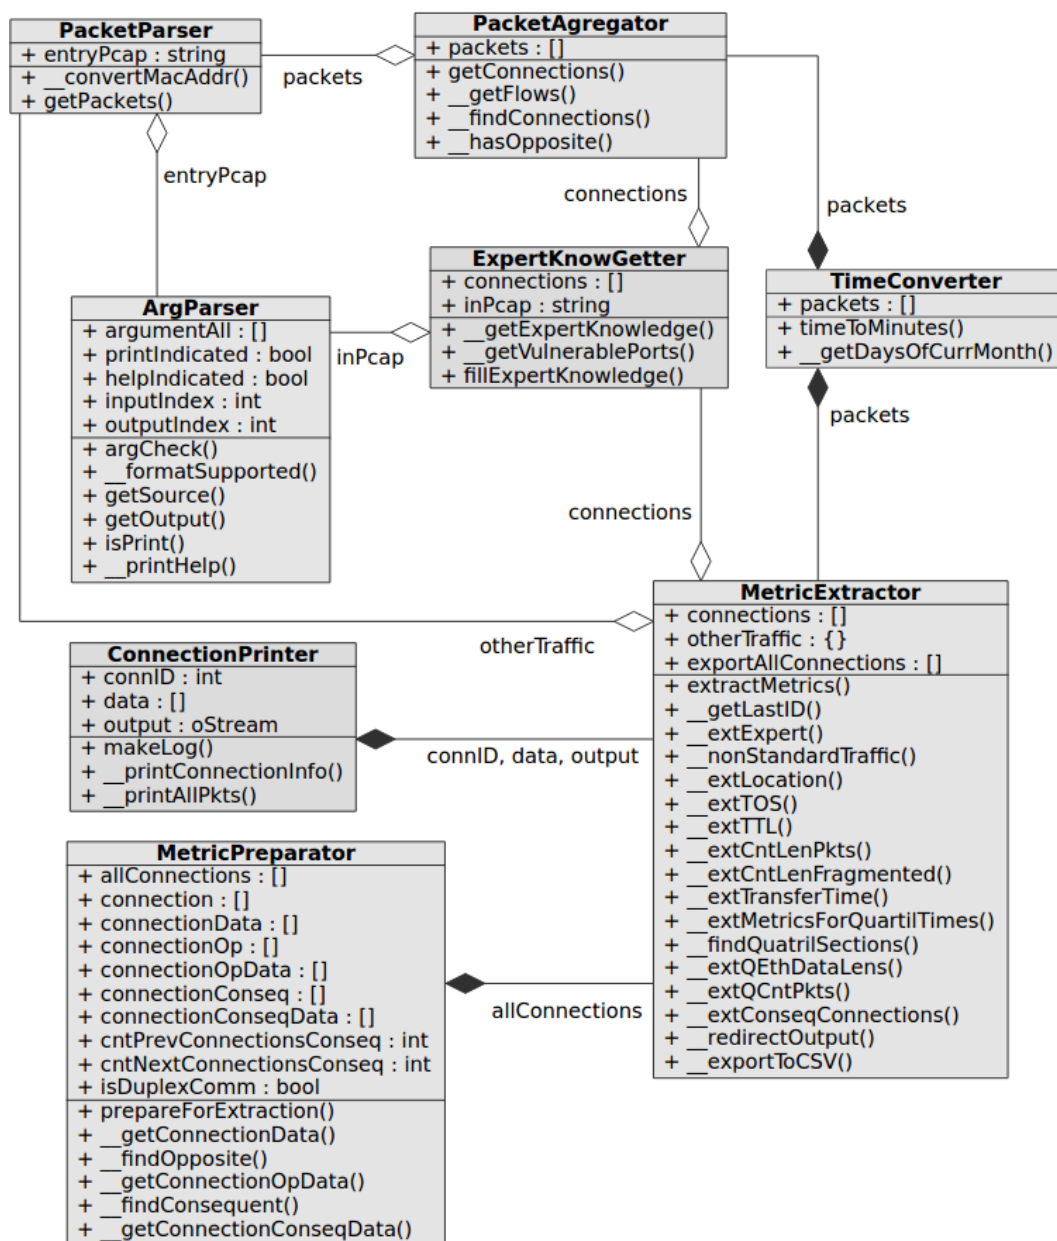 PacketParser
+ entryPcap : string
+ __convertMacAddr()
+ getPackets()
packets
PacketAgregator
+ packets : []
+ getConnections()
+ __getFlows()
+ __findConnections()
+ __hasOpposite()
entryPcap
connections
packets
ExpertKnowGetter
+ connections : []
+ inPcap : string
+ __getExpertKnowledge()
+ __getVulnerablePorts()
+ fillExpertKnowledge()
TimeConverter
+ packets : []
+ timeToMinutes()
+ __getDaysOfCurrMonth()
ArgParser
+ argumentAll : []
+ printIndicated : bool
+ helpIndicated : bool
+ inputIndex : int
+ outputIndex : int
+ argCheck()
+ __formatSupported()
+ getSource()
+ getOutput()
+ isPrint()
+ __printHelp()
inPcap
packets
connections
otherTraffic
MetricExtractor
+ connections : []
+ otherTraffic : {}
+ exportAllConnections : []
+ extractMetrics()
+ __getLastID()
+ __extExpert()
+ __nonStandardTraffic()
+ __extLocation()
+ __extTOS()
+ __extTTL()
+ __extCntLenPkts()
+ __extCntLenFragmented()
+ __extTransferTime()
+ __extMetricsForQuartilTimes()
+ __findQuatrilSections()
+ __extQEthDataLens()
+ __extQCntPkts()
+ __extConseqConnections()
+ __redirectOutput()
+ __exportToCSV()
ConnectionPrinter
+ connID : int
+ data : []
+ output : oStream
+ makeLog()
+ __printConnectionInfo()
+ __printAllPkts()
connID, data, output
MetricPreparator
+ allConnections : []
+ connection : []
+ connectionData : []
+ connectionOp : []
+ connectionOpData : []
+ connectionConseq : []
+ connectionConseqData : []
+ cntPrevConnectionsConseq : int
+ cntNextConnectionsConseq : int
+ isDuplexComm : bool
+ prepareForExtraction()
+ __getConnectionData()
+ __findOpposite()
+ __getConnectionOpData()
+ __findConsequent()
+ __getConnectionConseqData()
allConnections